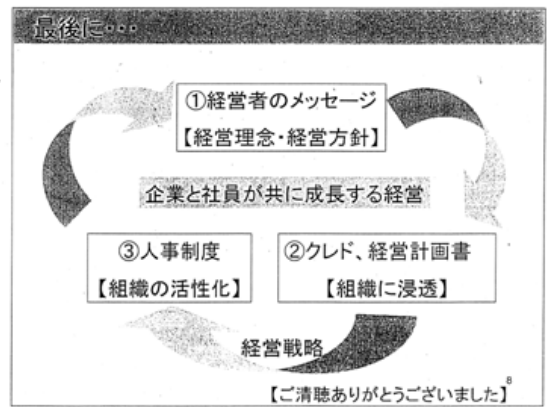 最後に・・・
①経営者のメッセージ
【経営理念・経営方針】
企業と社員が共に成長する経営
③人事制度
【組織の活性化】
②クレド、経営計画書
【組織に浸透】
経営戦略
【ご清聴ありがとうございました】
8